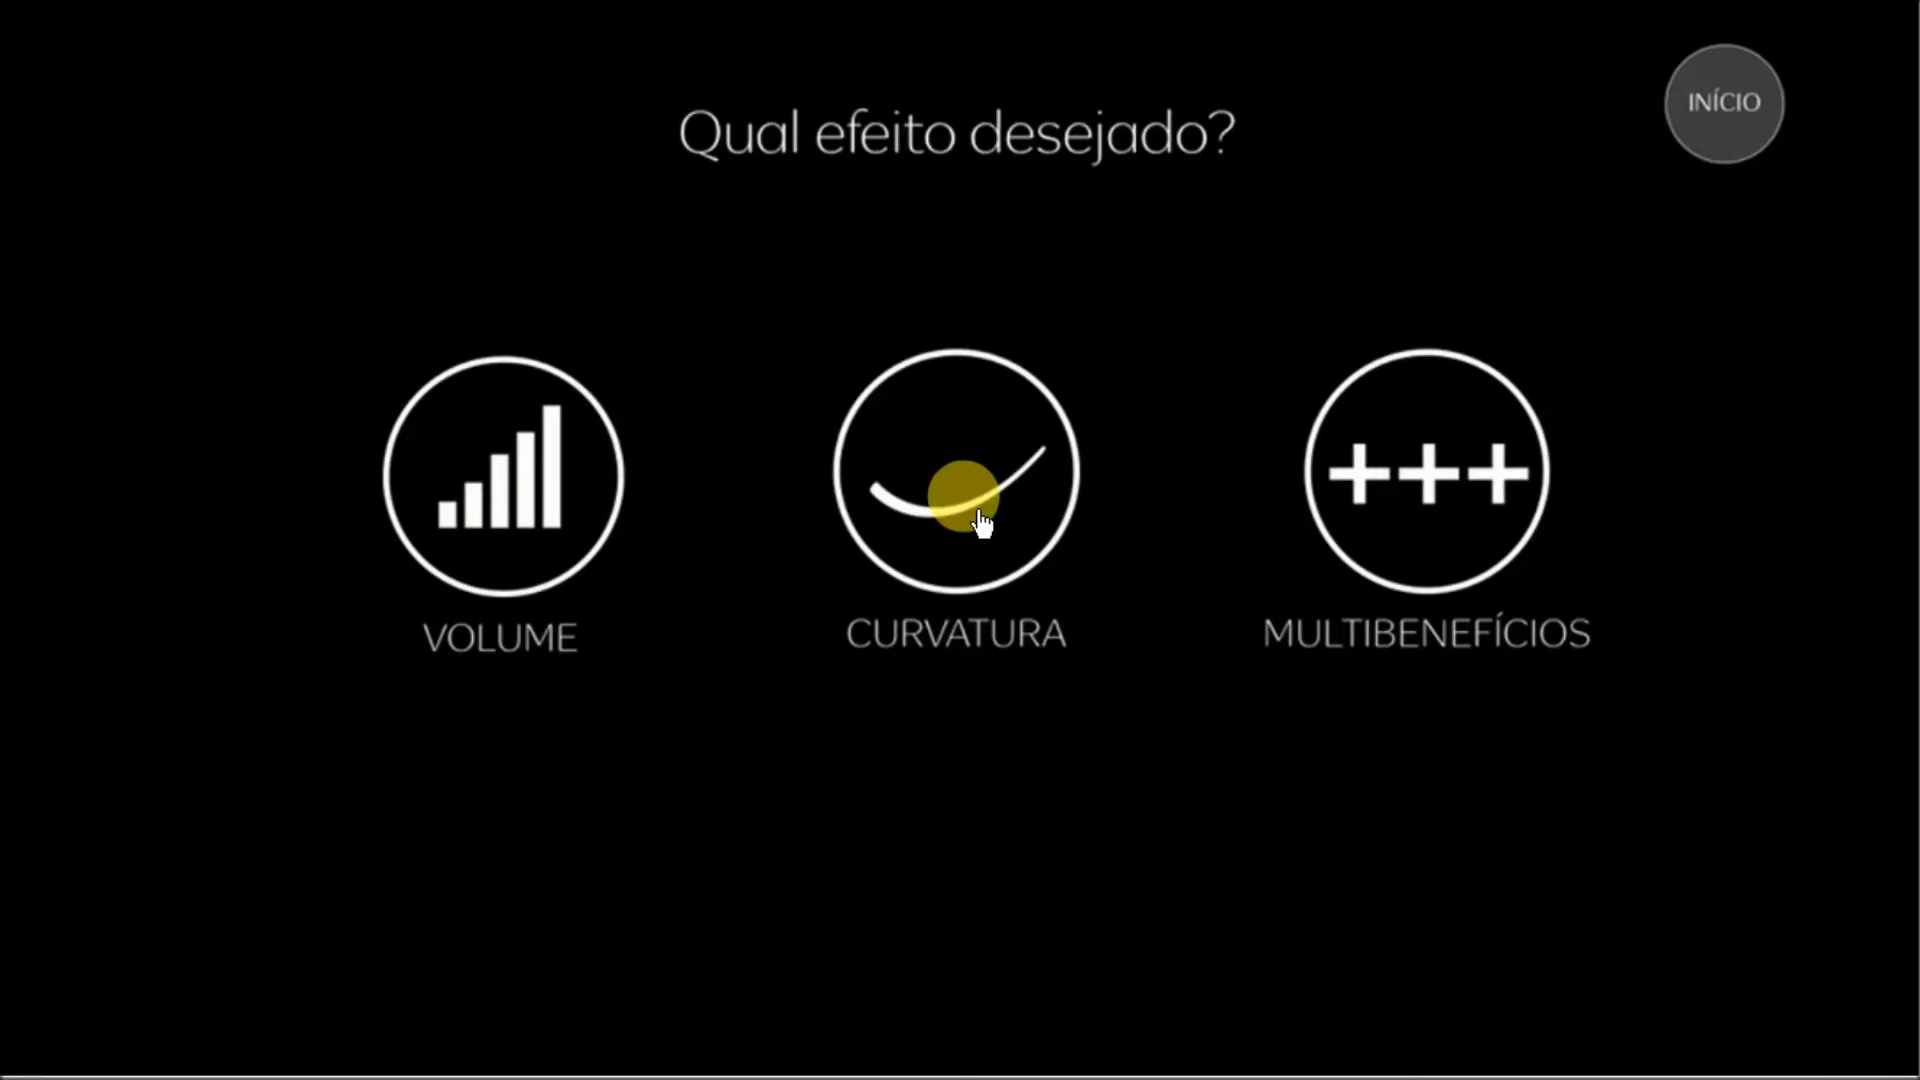 INÍCIO
Qual efeito desejado?
VOLUME
CURVATURA
MULTIBENEFÍCIOS